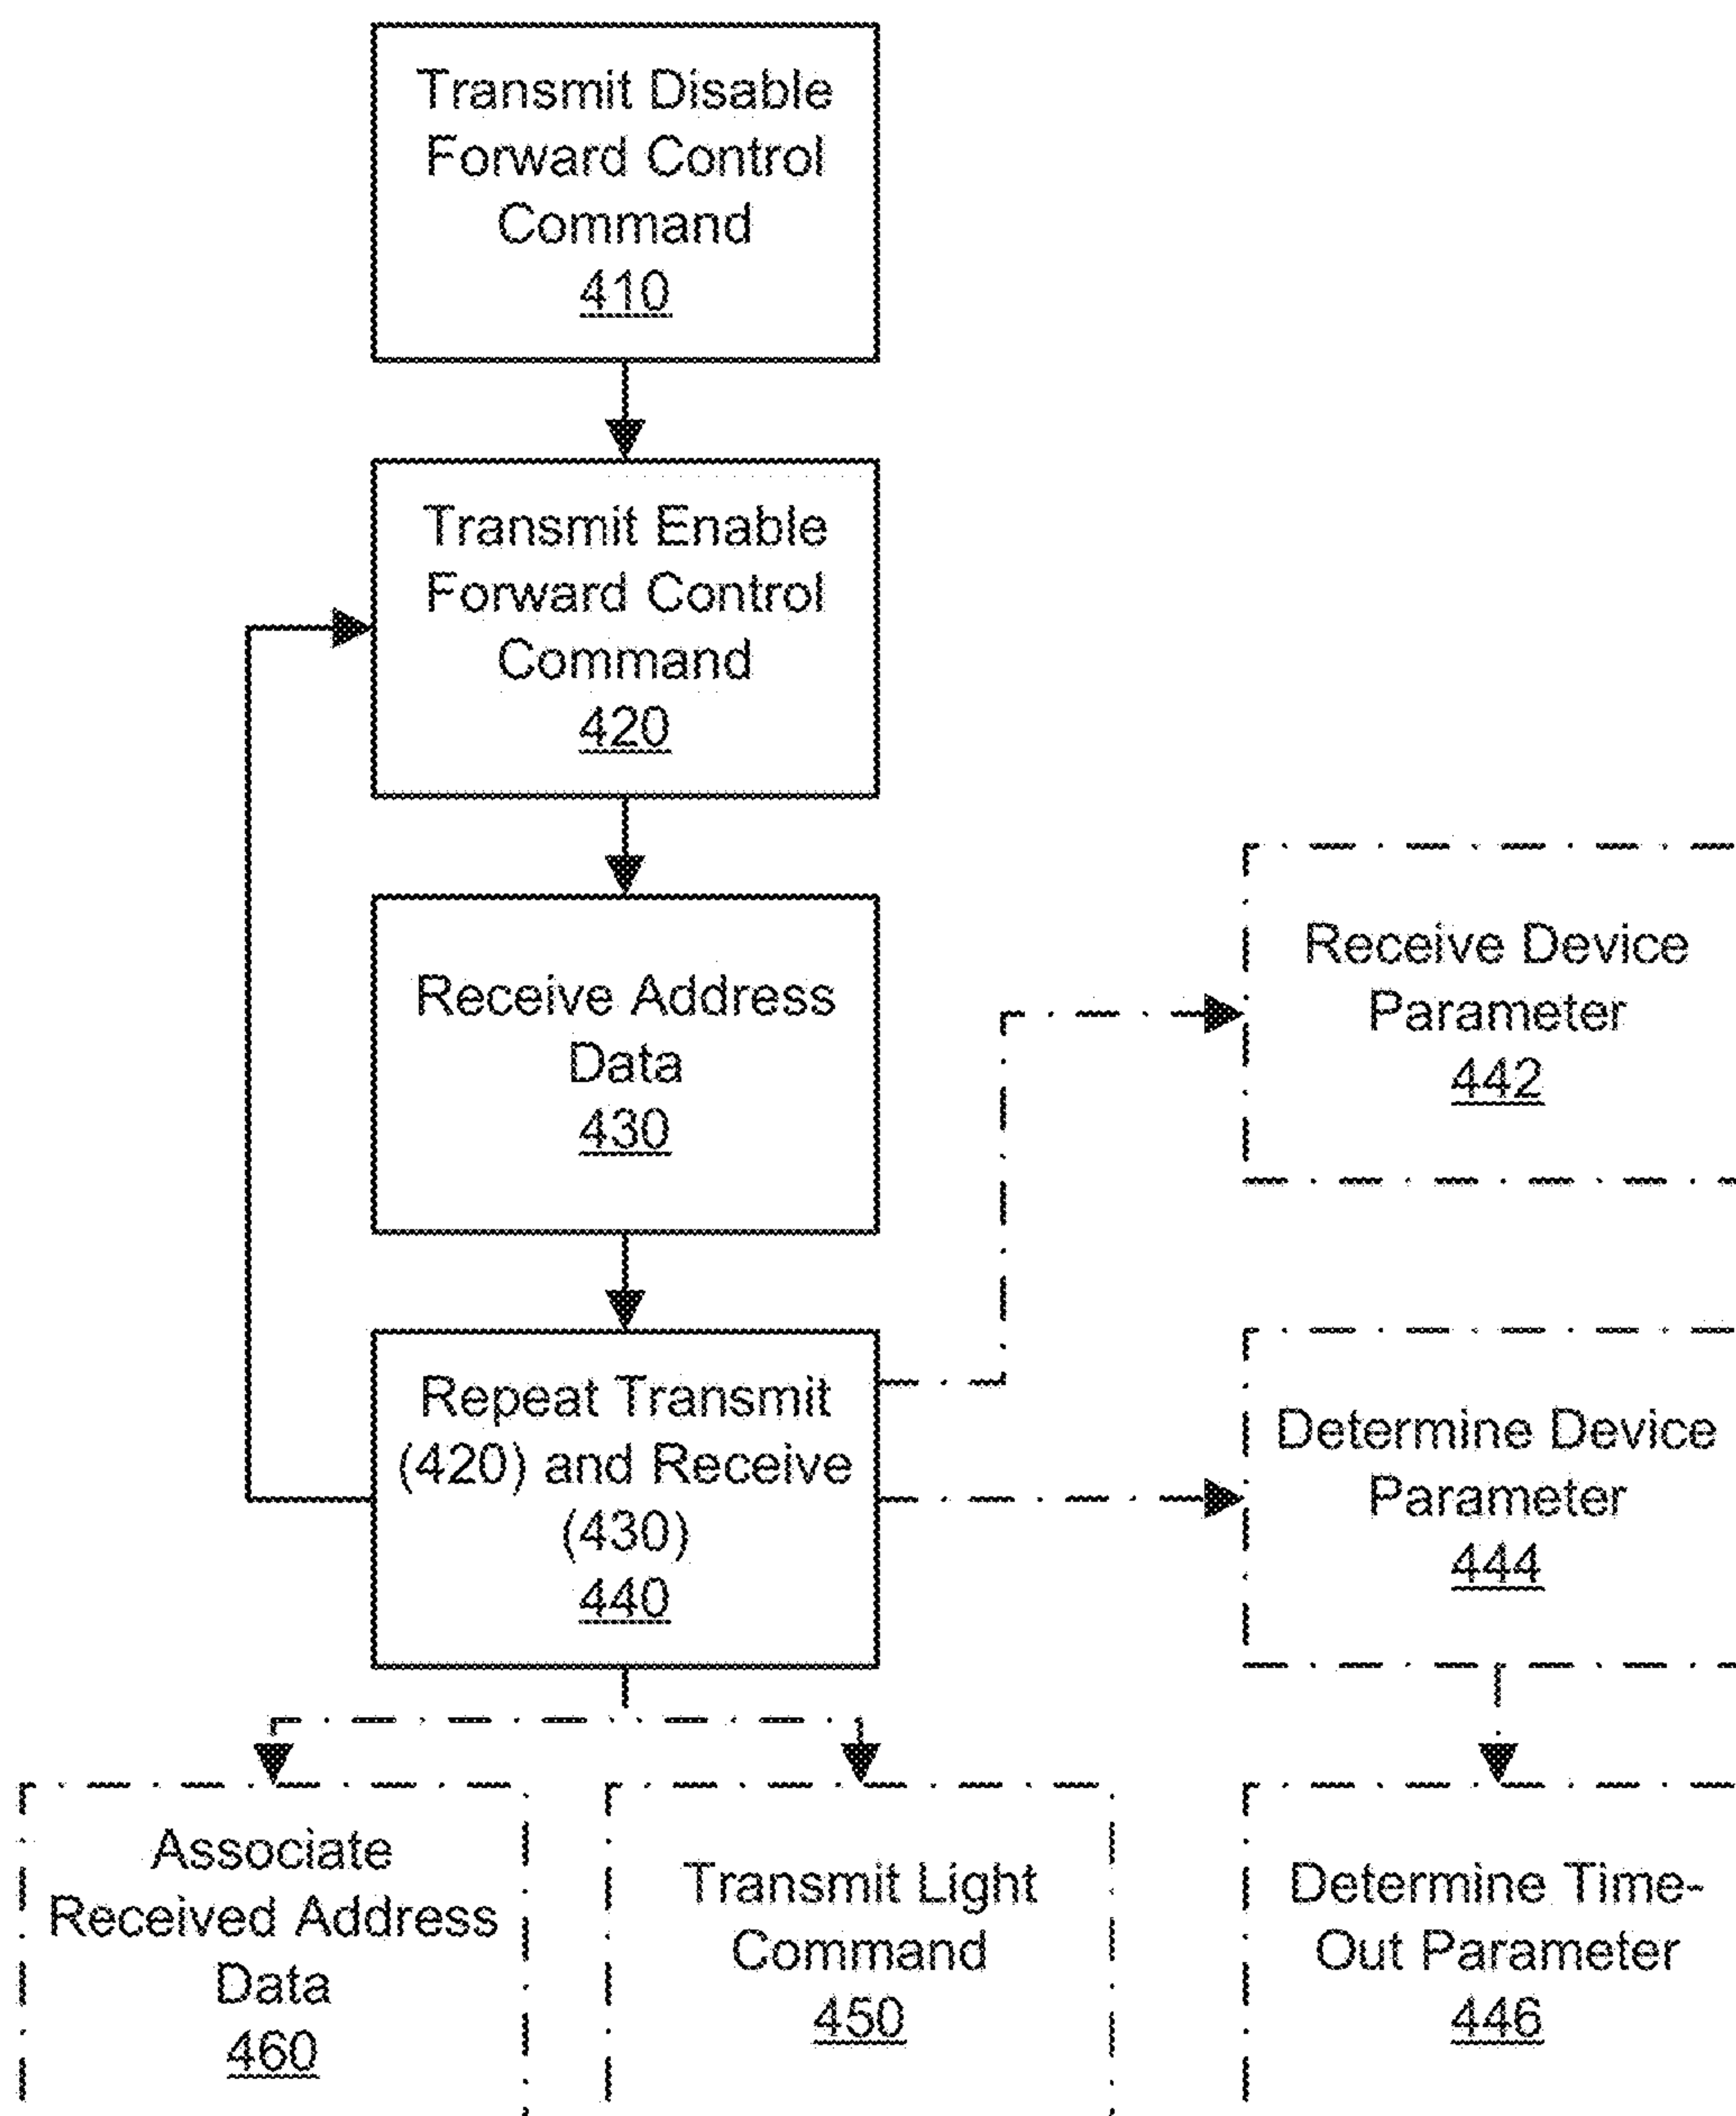 Transmit Disable
Forward Control
Command
410
Transmit Enable
Forward Control
Command
420
Receive Address
Data
430
Receive Device
Parameter
442
Repeat Transmit
(420) and Receive
(430)
440
Determine Device
Parameter
444
Associate
Received Address
Data
460
Transmit Light
Command
450
Determine Time-
Out Parameter
446